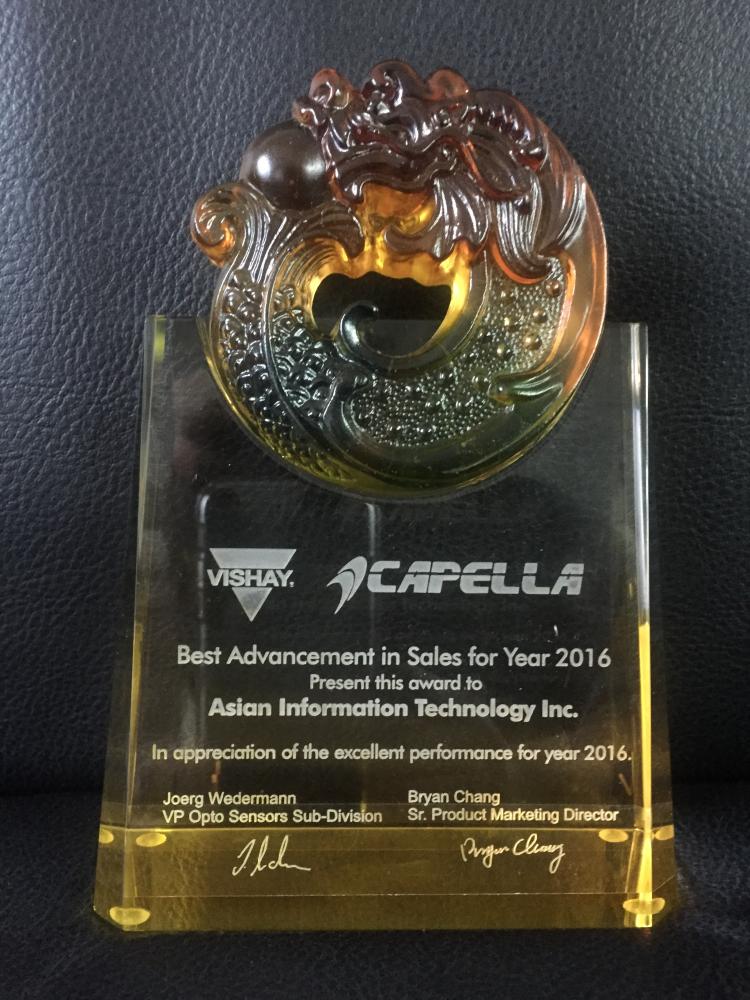 VISHAY. CAPELLA
Best Advancement in Sales for Year 2016
Present this award to
Asian Information Technology Inc.
In appreciation of the excellent performance for year 2016.
Joerg Wedermann Bryan Chang
VP Opto Sensors Sub-Division Sr. Product Marketing Director